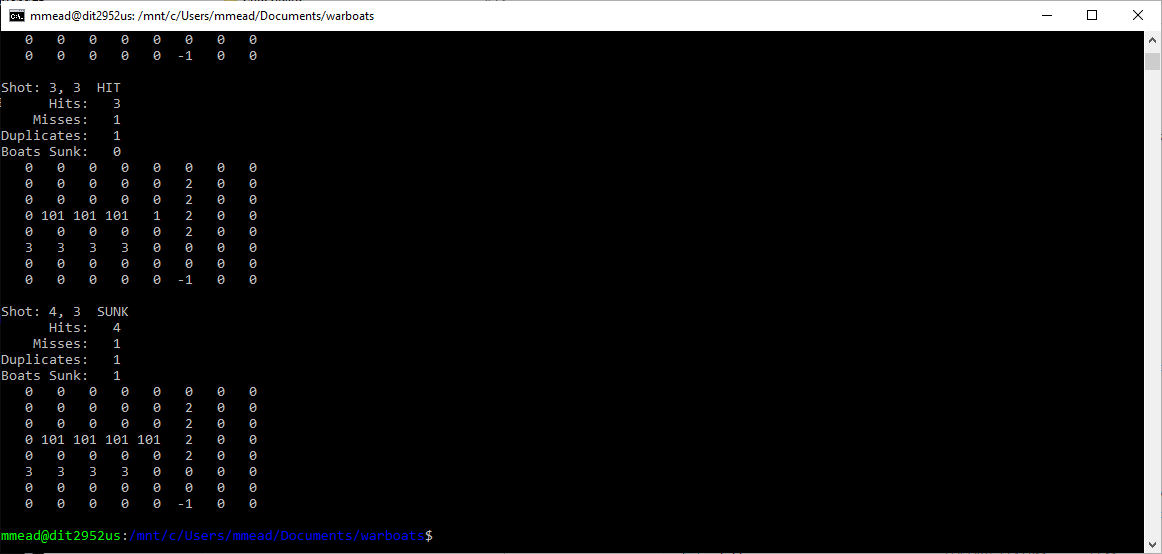 mmead@dit2952us: /mnt/c/Users/mmead/Documents/warboats
0 0 0 0 0 0 0 0
0 0 0 0 0 -1 0 0
Shot: 3, 3 HIT
Hits: 3
Misses: 1
Duplicates: 1
Boats Sunk: 0
0 0 0 0 0 0 0 0
0 0 0 0 0 2 0 0
0 0 0 0 0 2 0 0
0 101 101 101 1 2 0 0
0 0 0 0 0 2 0 0
3 3 3 3 0 0 0 0
0 0 0 0 0 0 0 0
0 0 0 0 0 -1 0 0
Shot: 4, 3 SUNK
Hits: 4
Misses: 1
Duplicates: 1
Boats Sunk: 1
0 0 0 0 0 0 0 0
0 0 0 0 0 2 0 0
0 0 0 0 0 2 0 0
0 101 101 101 101 2 0 0
0 0 0 0 0 2 0 0
3 3 3 3 0 0 0 0
0 0 0 0 0 0 0 0
0 0 0 0 0 -1 0 0
mmead@dit2952us:/mnt/c/Users/mmead/Documents/warboats$